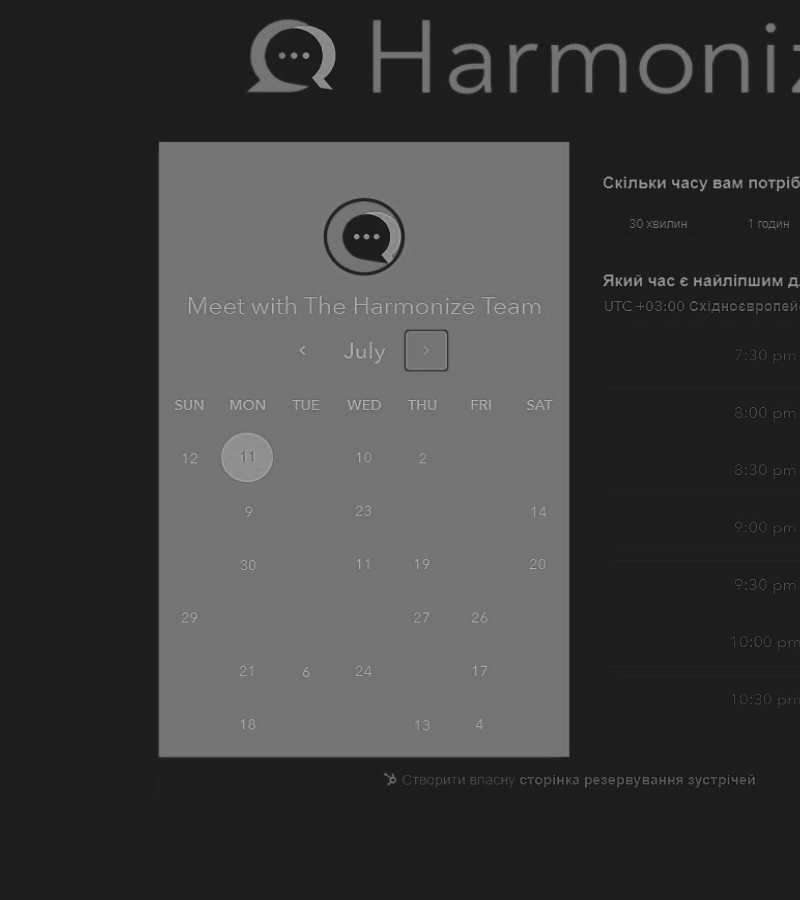 Harmoniz
Meet with The Harmonize Team
July
SUN MON TUE WED THU FRI SAT
12 11 10 2
9 23 14
30 11 19 20
29 27 26
21 6 24 17
18 13 4
Скільки часу вам потріб
30 хвилин 1 годин
Який час є найліпшим д
UTC +03:00 Східноєвропей
7:30 pm
8:00 pm
8:30 pm
9:00 pm
9:30 pm
10:00 pm
10:30 pm
Створити власну сторінка резервування зустрічей